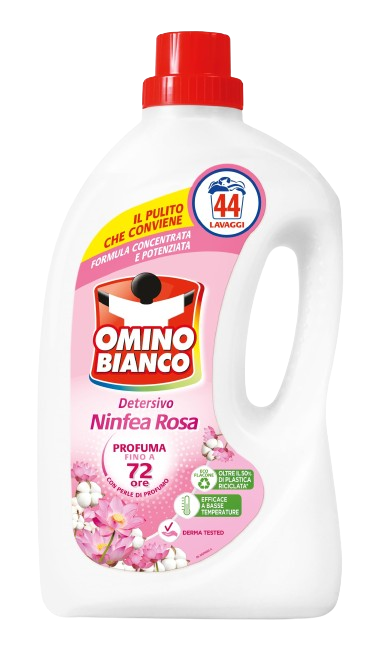 IL PULITO
CHE CONVIENE
FORMULA CONCENTRATA
E POTENZIATA
44
LAVAGGI
OMINO
BIANCO
Detersivo
Ninfea Rosa
PROFUMA
FINO A
72
ore
CON PERLE DI PROFUMO
ECO
FLACONE
OLTRE IL 50%
DI PLASTICA
RICICLATA*
EFFICACE
A BASSE
TEMPERATURE
DERMA TESTED